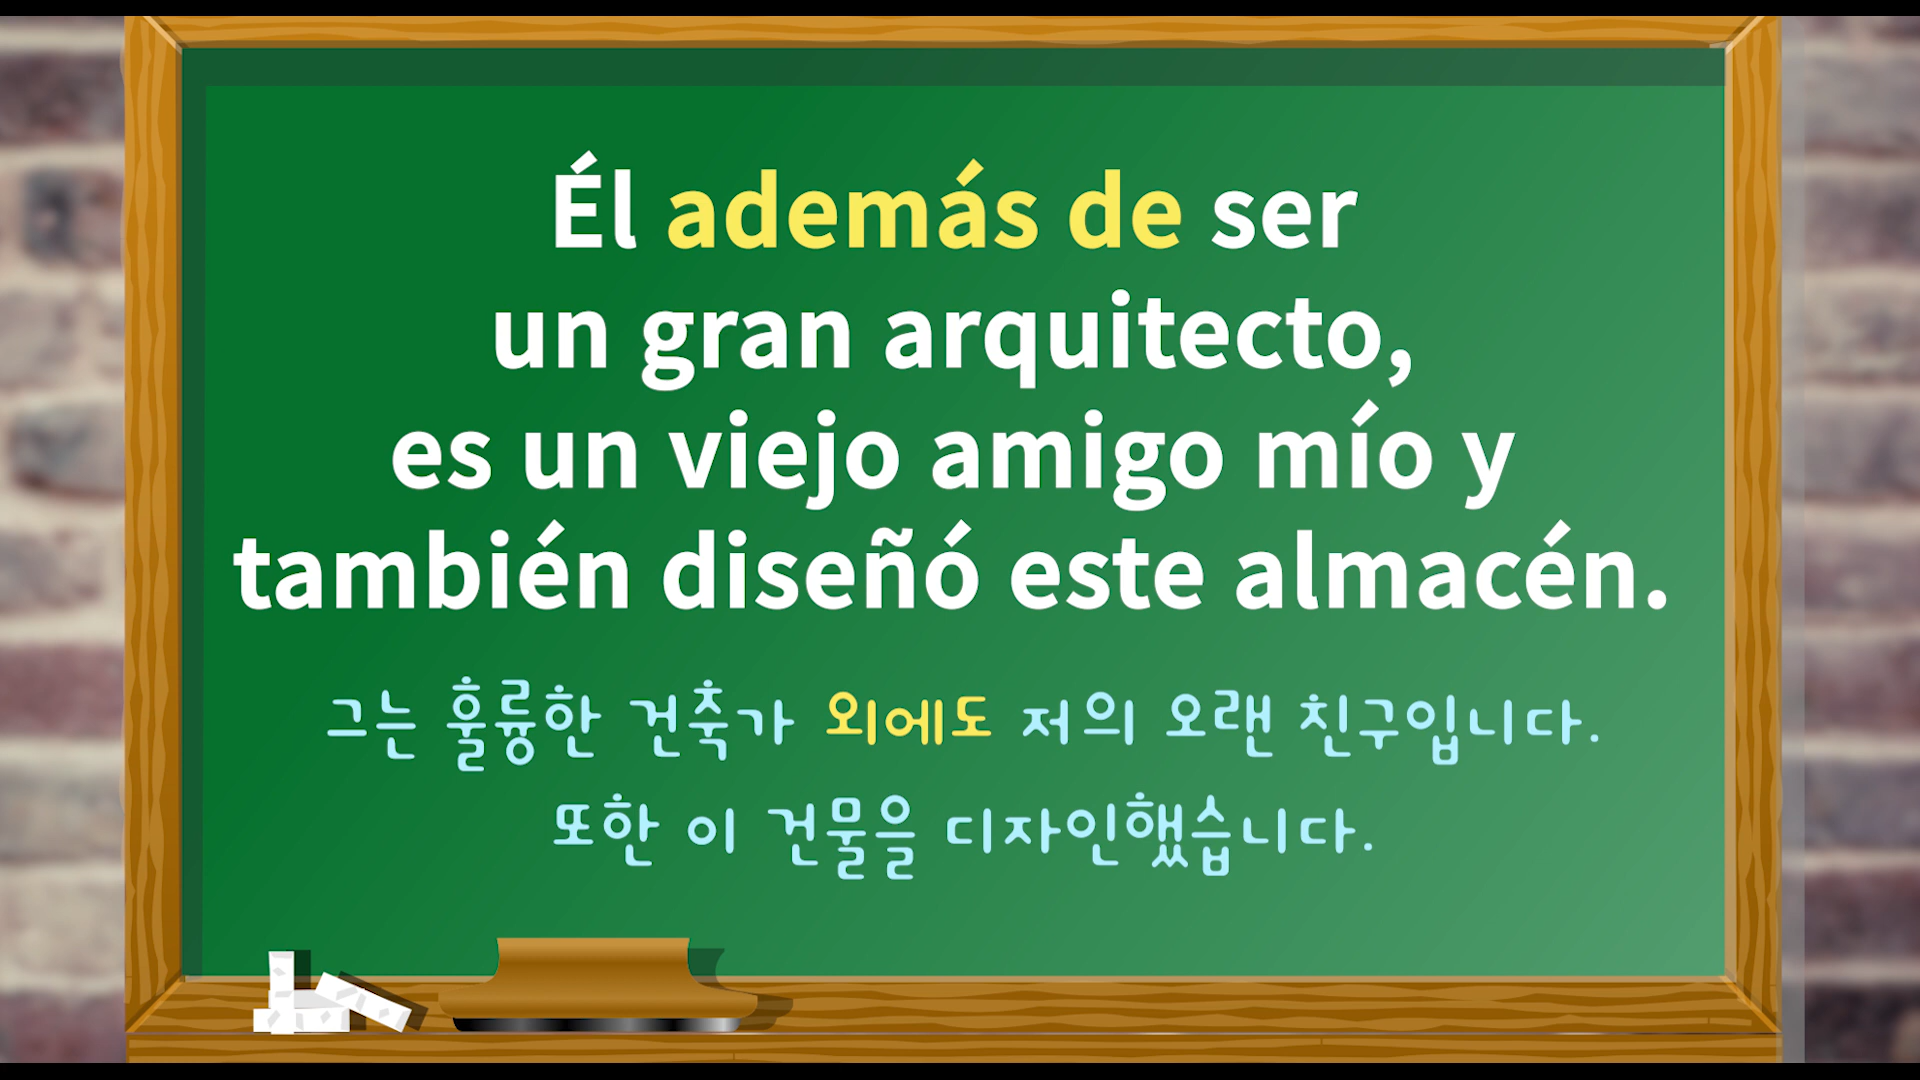 Él además de ser
un gran arquitecto,
es un viejo amigo mío y
también diseñó este almacén.
그는 훌륭한 건축가 외에도 저의 오랜 친구입니다.
또한 이 건물을 디자인했습니다.